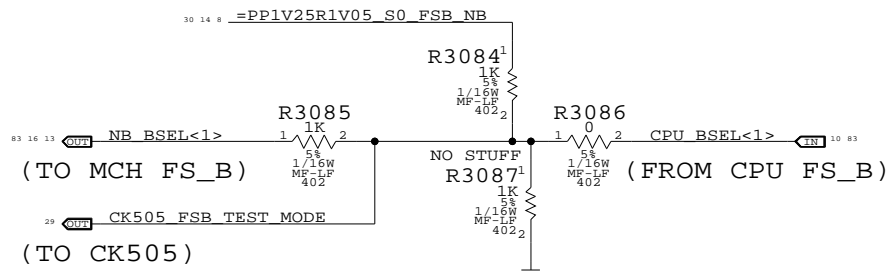 30 14 8 =PP1V25R1V05_S0_FSB_NB
R3084 1
1K
5%
1/16W
MF-LF
402 2
R3085
1K
1 2
5%
1/16W
MF-LF
402
R3086
0
1 2
5%
1/16W
MF-LF
402
83 16 13 OUT NB_BSEL<1>
CPU_BSEL<1> IN 10 83
(TO MCH FS_B)
NO STUFF
R3087 1
1K
5%
1/16W
MF-LF
402 2
(FROM CPU FS_B)
29 OUT CK505_FSB_TEST_MODE
(TO CK505)